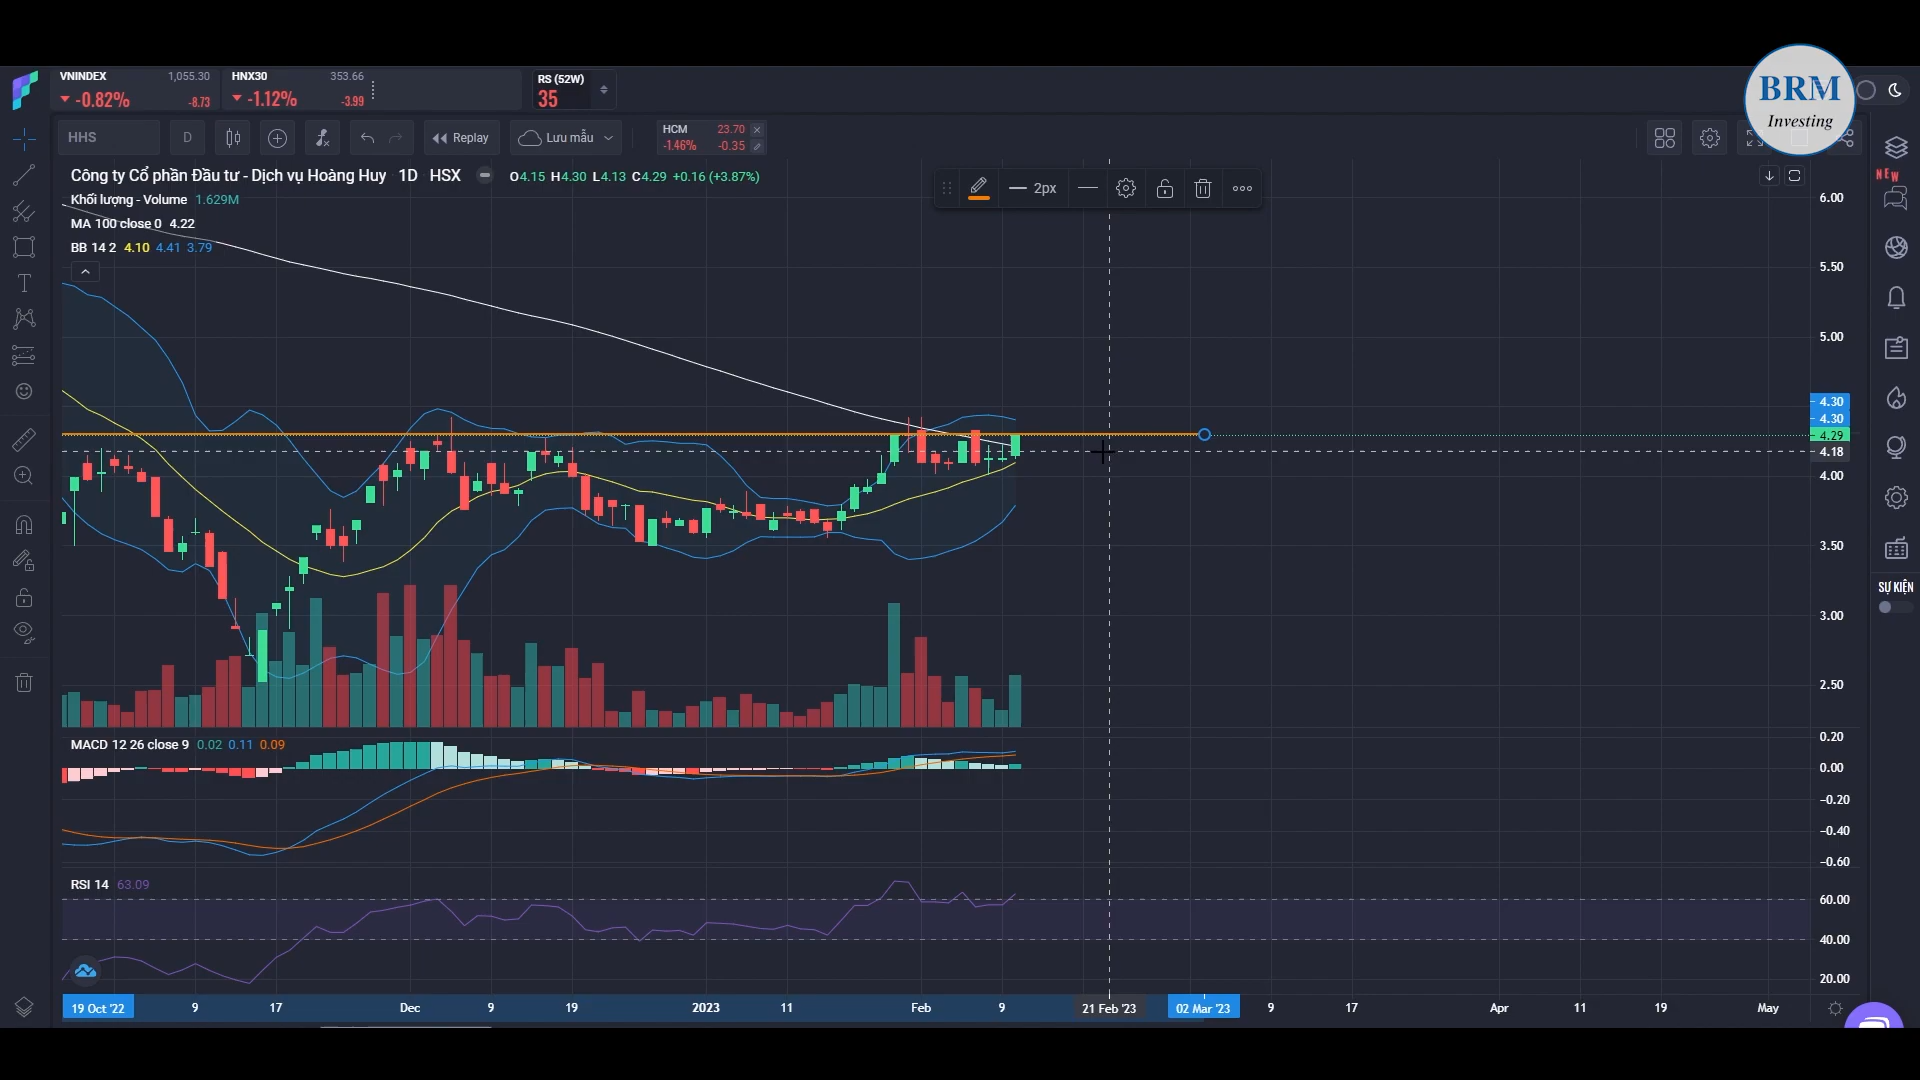 VNINDEX 1,055.30
-0.82% -8.73
HNX30 353.66
-1.12% -3.99
RS (52W)
35
BRM
Investing
HHS D Replay Lưu mẫu
HCM 23.70
-1.46% -0.35
NEW
Công ty Cổ phần Đầu tư - Dịch vụ Hoàng Huy 1D HSX O4.15 H4.30 L4.13 C4.29 +0.16 (+3.87%)
2px
Khối lượng - Volume 1.629M
MA 100 close 0 4.22
BB 14 2 4.10 4.41 3.79
6.00
5.50
5.00
4.30
4.30
4.29
4.18
4.00
3.50
3.00
2.50
SỰ KIỆN
MACD 12 26 close 9 0.02 0.11 0.09
0.20
0.00
-0.20
-0.40
-0.60
RSI 14 63.09
60.00
40.00
20.00
19 Oct '22 9 17 Dec 9 19 2023 11 Feb 9 21 Feb '23 02 Mar '23 9 17 Apr 11 19 May